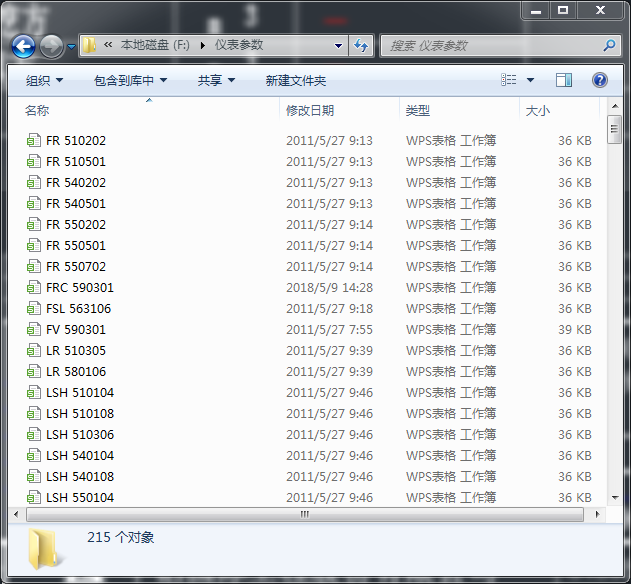 « 本地磁盘 (F:) ▸ 仪表参数
搜索 仪表参数
组织 包含到库中 共享 新建文件夹
名称 修改日期 类型 大小
FR 510202 2011/5/27 9:13 WPS表格 工作簿 36 KB
FR 510501 2011/5/27 9:13 WPS表格 工作簿 36 KB
FR 540202 2011/5/27 9:13 WPS表格 工作簿 36 KB
FR 540501 2011/5/27 9:13 WPS表格 工作簿 36 KB
FR 550202 2011/5/27 9:14 WPS表格 工作簿 36 KB
FR 550501 2011/5/27 9:14 WPS表格 工作簿 36 KB
FR 550702 2011/5/27 9:14 WPS表格 工作簿 36 KB
FRC 590301 2018/5/9 14:28 WPS表格 工作簿 36 KB
FSL 563106 2011/5/27 9:18 WPS表格 工作簿 36 KB
FV 590301 2011/5/27 7:55 WPS表格 工作簿 39 KB
LR 510305 2011/5/27 9:39 WPS表格 工作簿 36 KB
LR 580106 2011/5/27 9:39 WPS表格 工作簿 36 KB
LSH 510104 2011/5/27 9:46 WPS表格 工作簿 36 KB
LSH 510108 2011/5/27 9:46 WPS表格 工作簿 36 KB
LSH 510306 2011/5/27 9:46 WPS表格 工作簿 36 KB
LSH 540104 2011/5/27 9:46 WPS表格 工作簿 36 KB
LSH 540108 2011/5/27 9:46 WPS表格 工作簿 36 KB
LSH 550104 2011/5/27 9:46 WPS表格 工作簿 36 KB
215 个对象